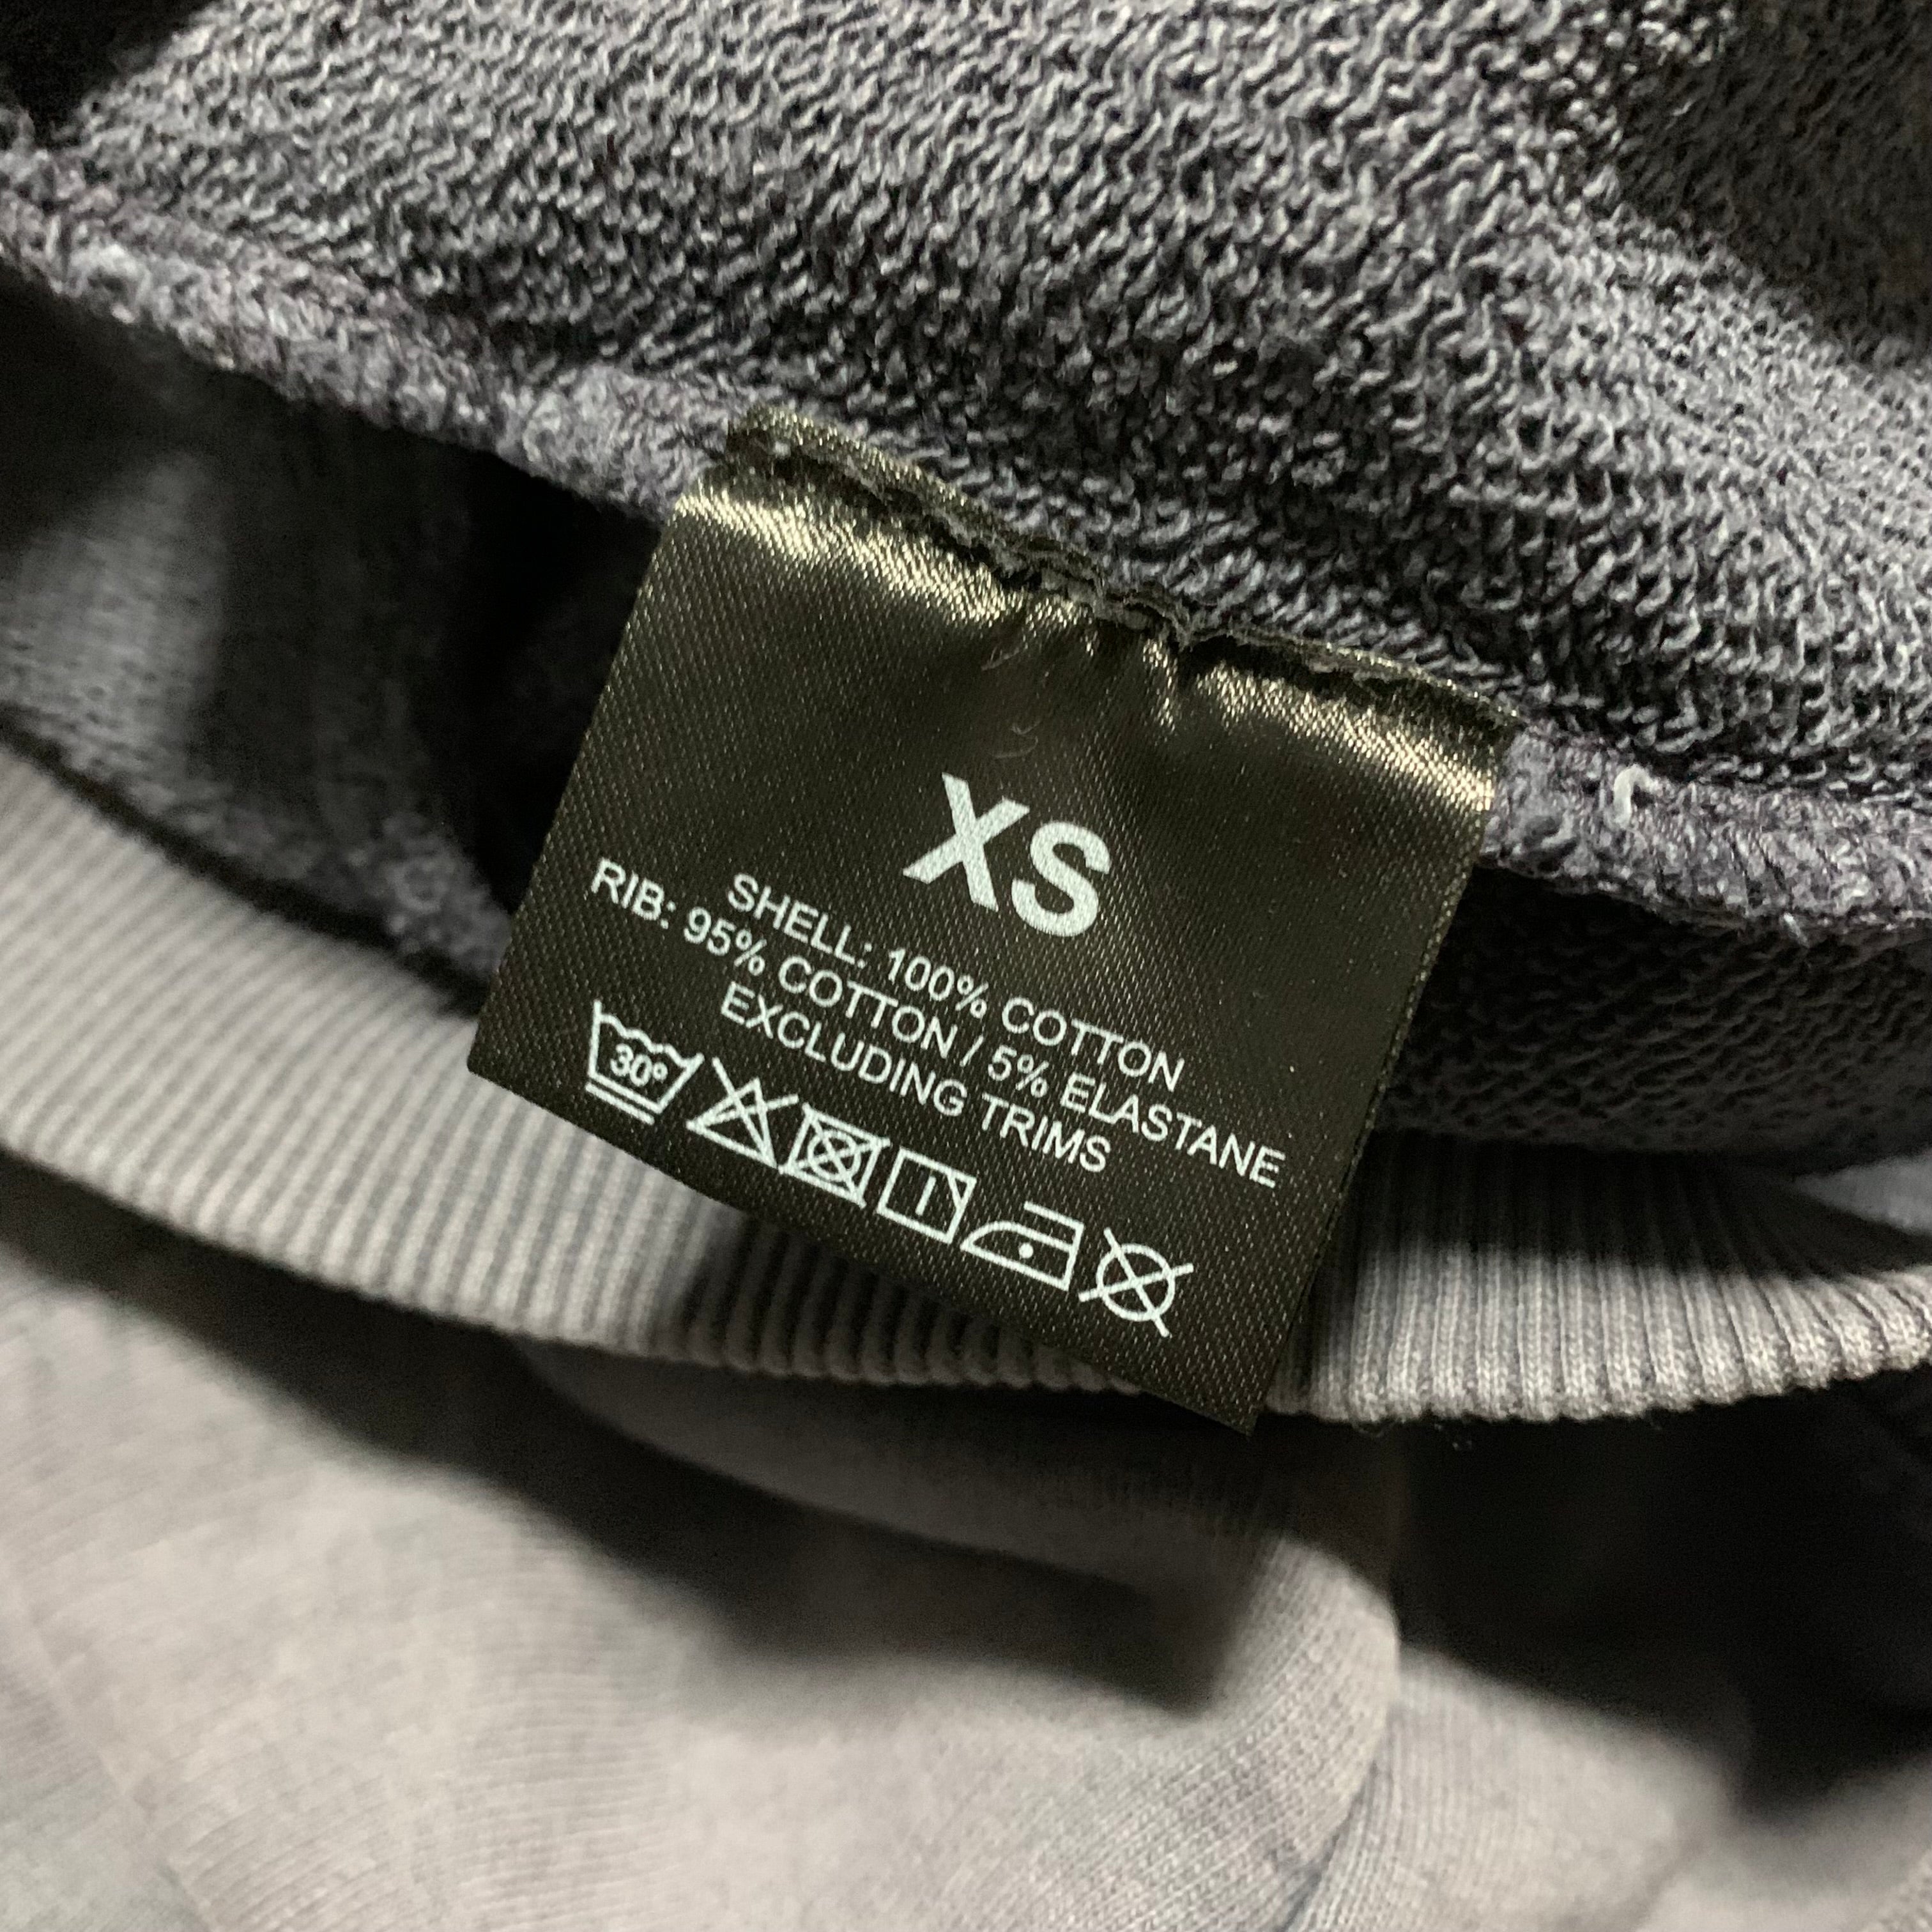 XS
SHELL: 100% COTTON
RIB: 95% COTTON / 5% ELASTANE
EXCLUDING TRIMS
30°